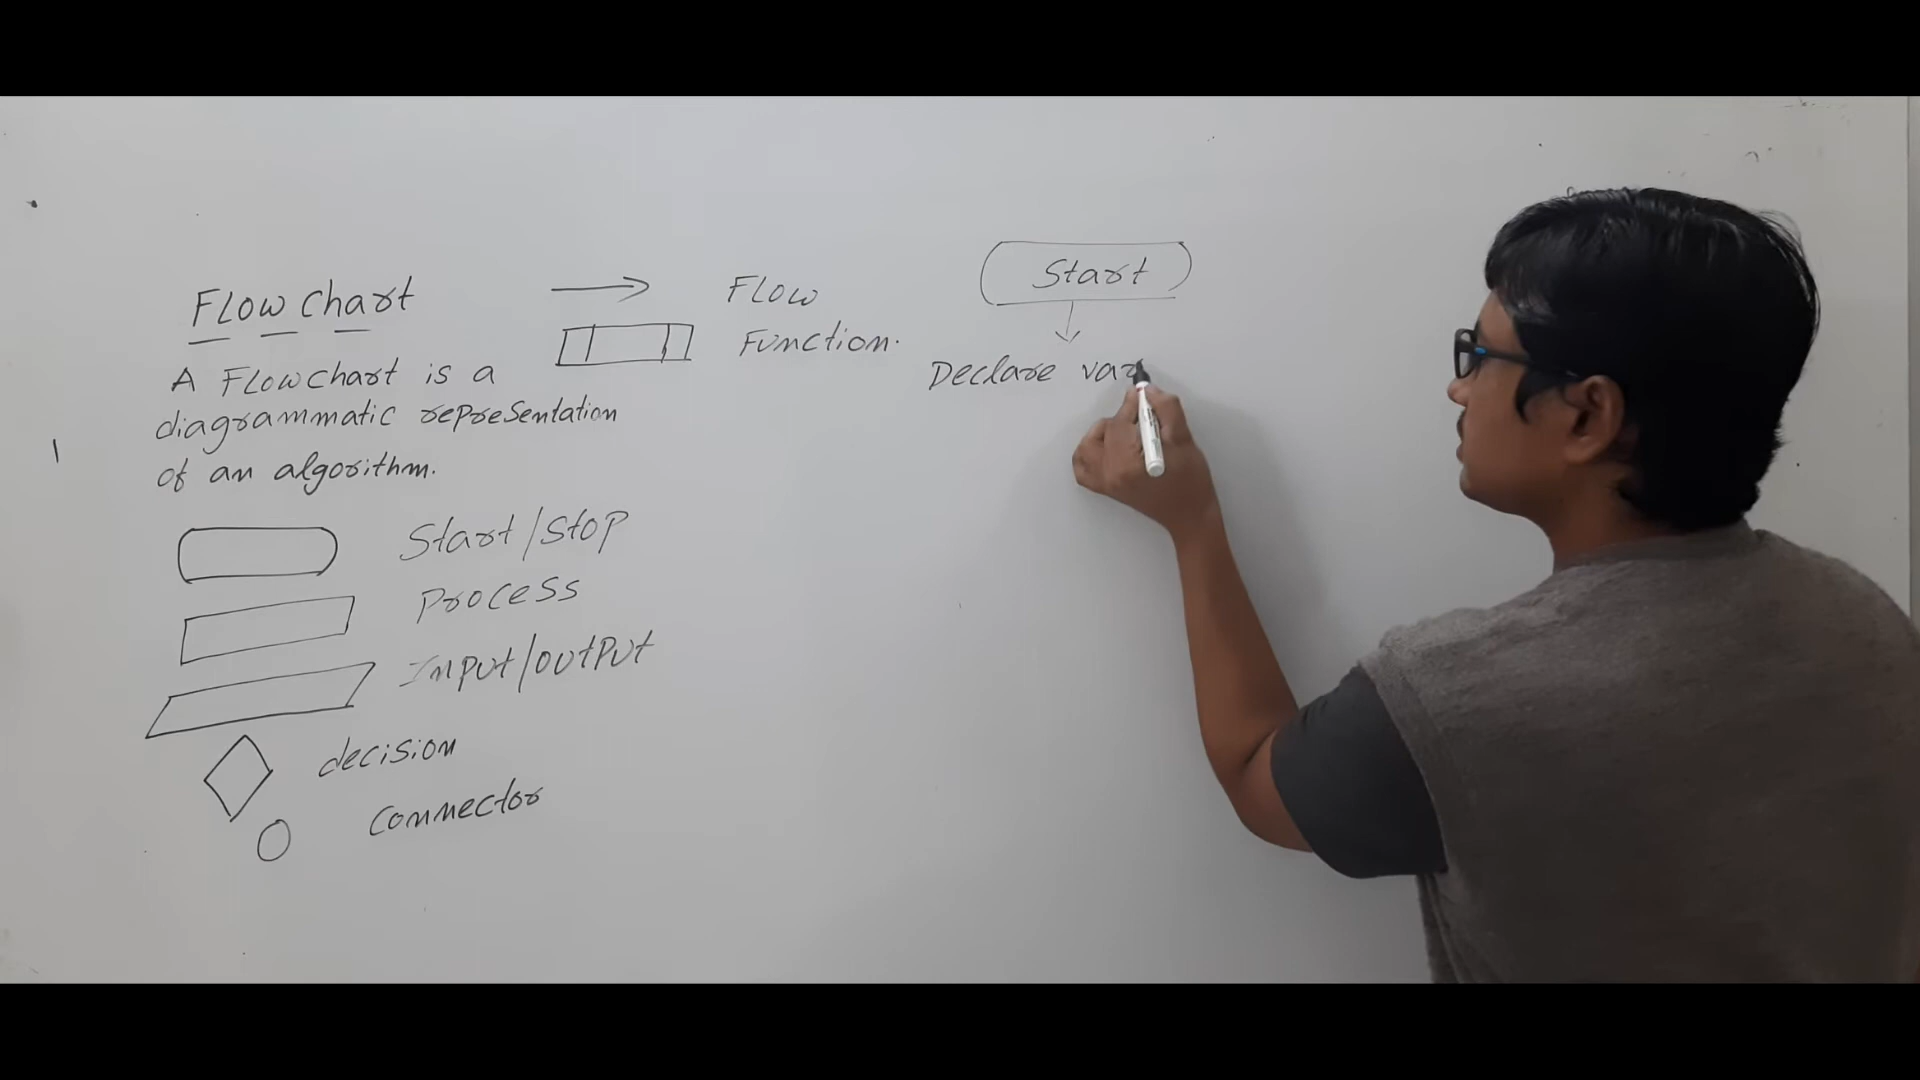 Flow chart
A Flowchart is a
diagrammatic representation
of an algorithm.
Start/Stop
Process
Input/output
decision
Connector
Flow
Function.
Start
Declare var